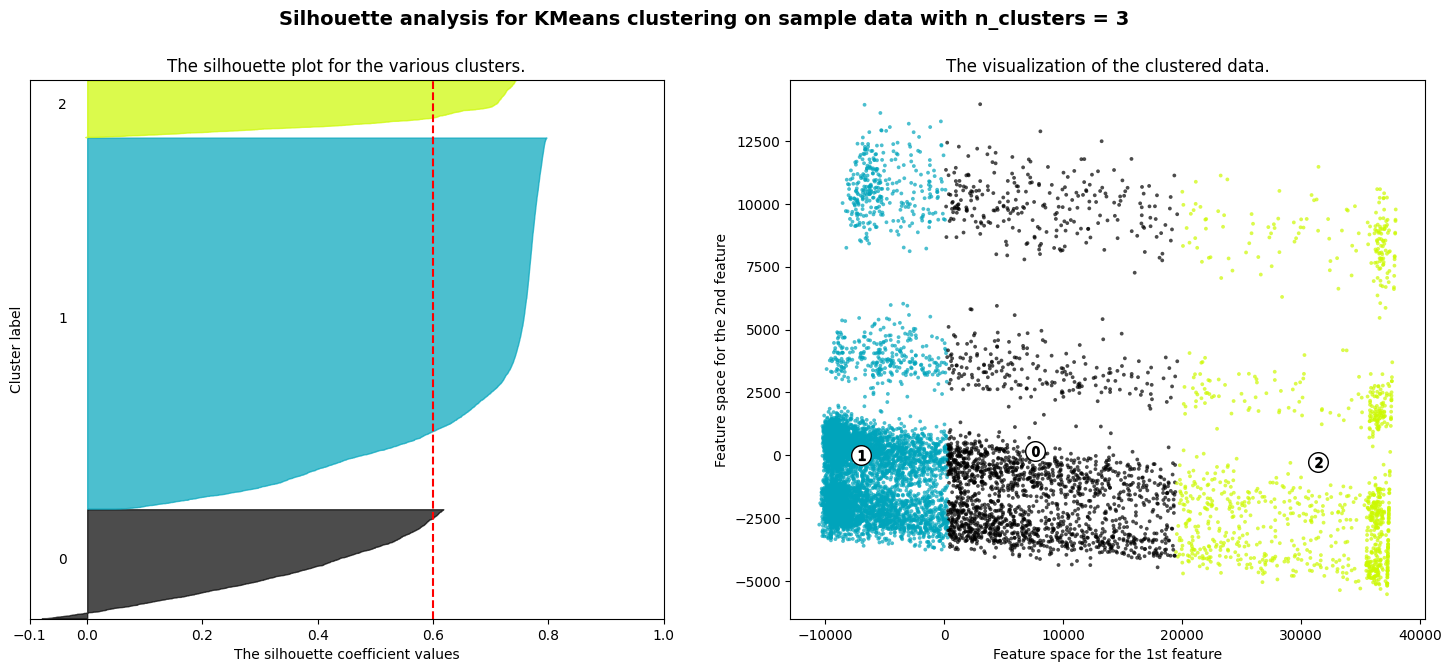 Silhouette analysis for KMeans clustering on sample data with n_clusters = 3
The silhouette plot for the various clusters.
2
1
0
Cluster label
−0.1 0.0 0.2 0.4 0.6 0.8 1.0
The silhouette coefficient values
The visualization of the clustered data.
12500
10000
7500
5000
2500
0
−2500
−5000
Feature space for the 2nd feature
1 0 2
−10000 0 10000 20000 30000 40000
Feature space for the 1st feature